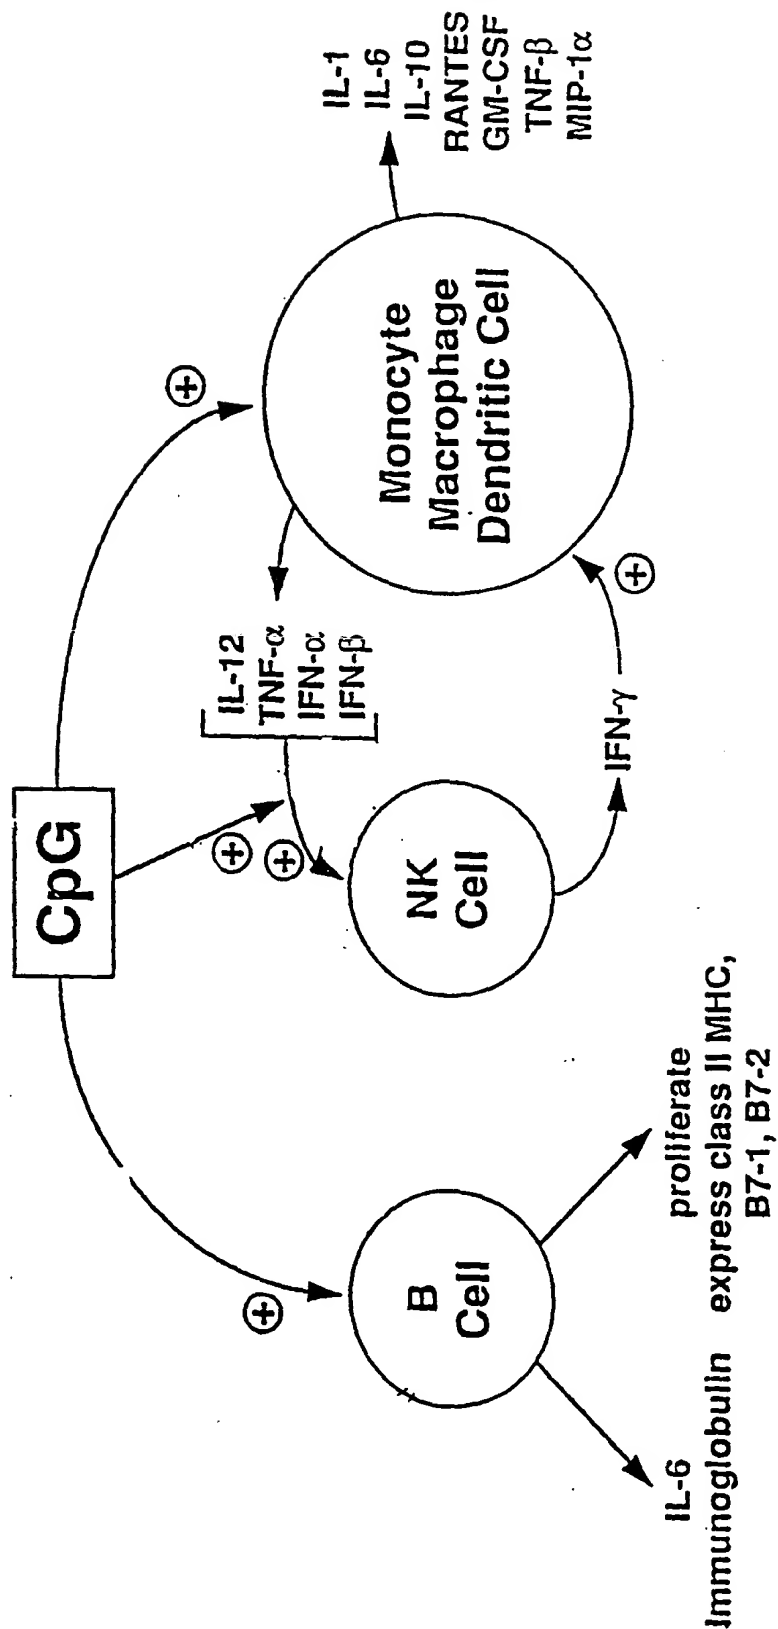 CpG
⊕
⊕
⊕
⊕
IL-12
TNF-α
IFN-α
IFN-β
B
Cell
NK
Cell
Monocyte
Macrophage
Dendritic Cell
IL-1
IL-6
IL-10
RANTES
GM-CSF
TNF-β
MIP-1α
IFN-γ
⊕
IL-6
Immunoglobulin
proliferate
express class II MHC,
B7-1, B7-2